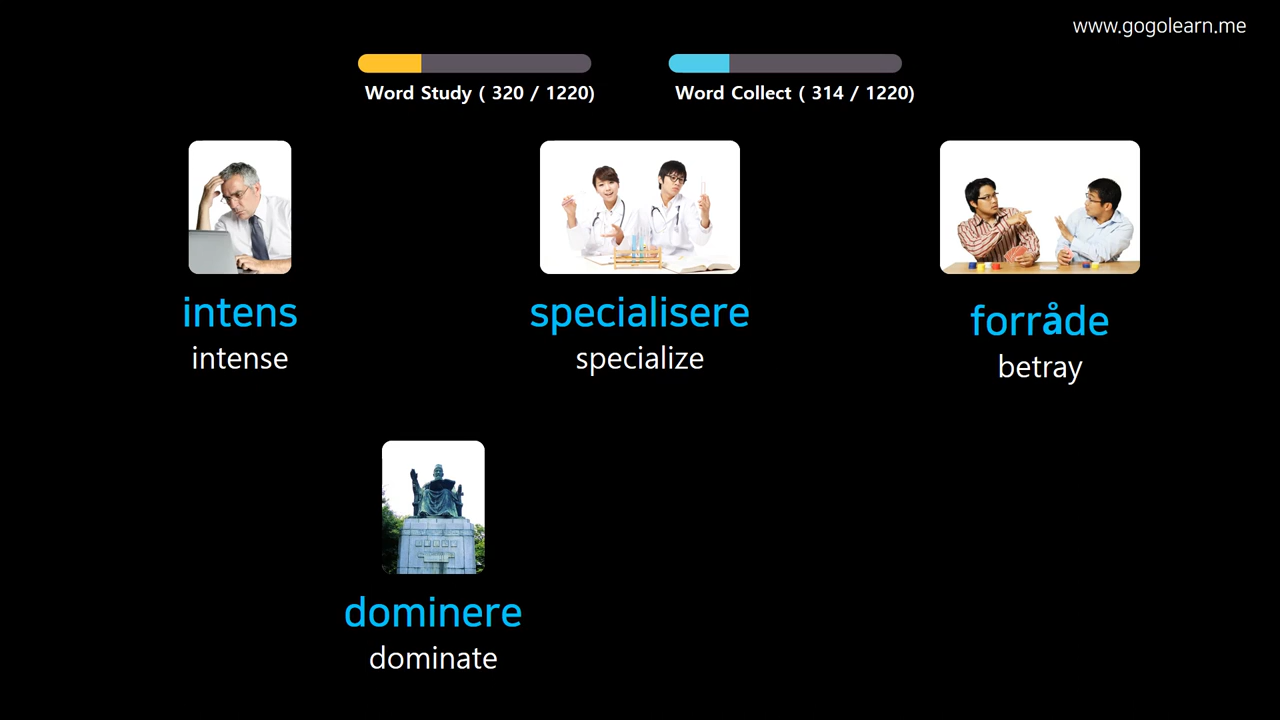 www.gogolearn.me
Word Study ( 320 / 1220)
Word Collect ( 314 / 1220)
intens
intense
specialisere
specialize
forråde
betray
dominere
dominate